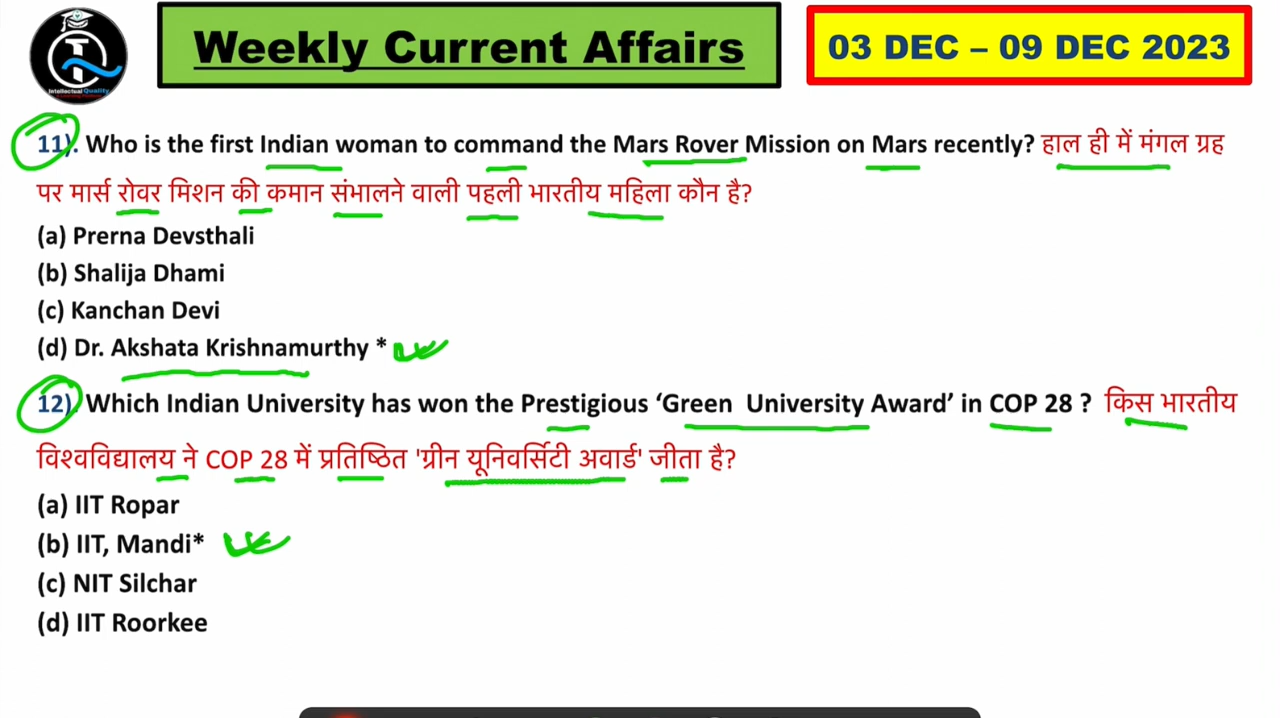 Intellectual Quality
Weekly Current Affairs
03 DEC – 09 DEC 2023
11). Who is the first Indian woman to command the Mars Rover Mission on Mars recently? हाल ही में मंगल ग्रह
पर मार्स रोवर मिशन की कमान संभालने वाली पहली भारतीय महिला कौन है?
(a) Prerna Devsthali
(b) Shalija Dhami
(c) Kanchan Devi
(d) Dr. Akshata Krishnamurthy *
12). Which Indian University has won the Prestigious ‘Green University Award’ in COP 28 ? किस भारतीय
विश्वविद्यालय ने COP 28 में प्रतिष्ठित 'ग्रीन यूनिवर्सिटी अवार्ड' जीता है?
(a) IIT Ropar
(b) IIT, Mandi*
(c) NIT Silchar
(d) IIT Roorkee